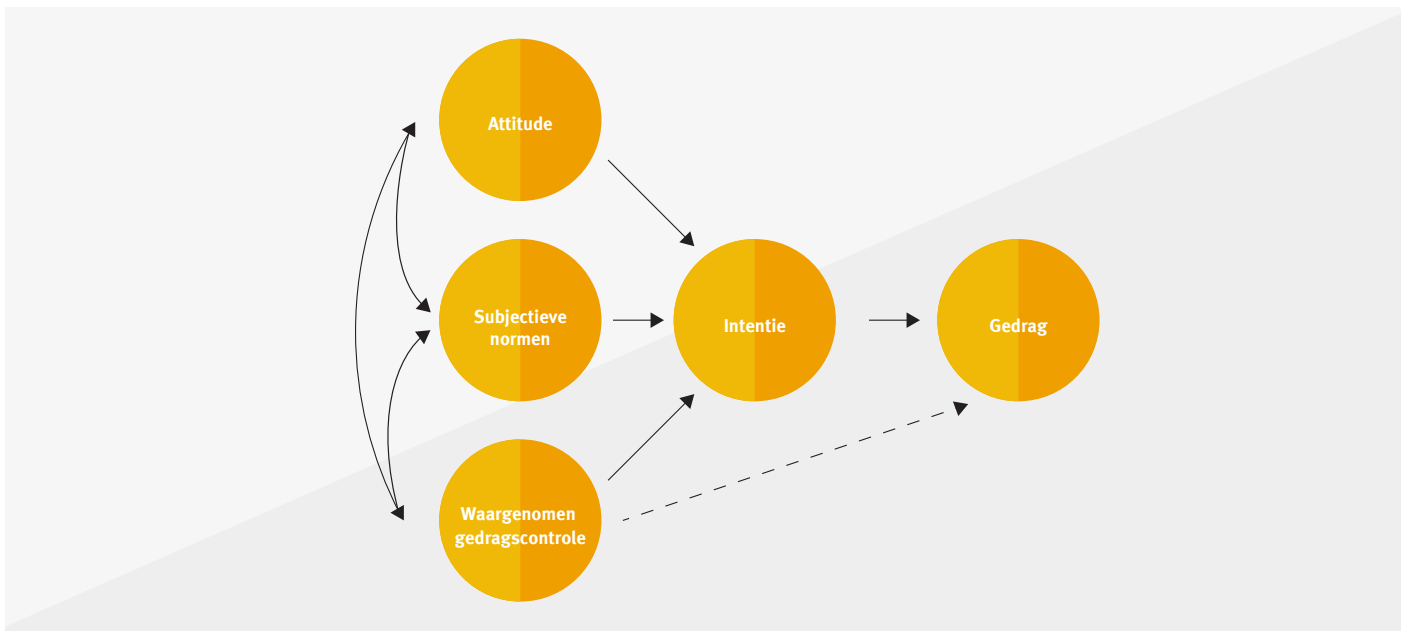 Attitude
Subjectieve
normen
Intentie
Gedrag
Waargenomen
gedragscontrole